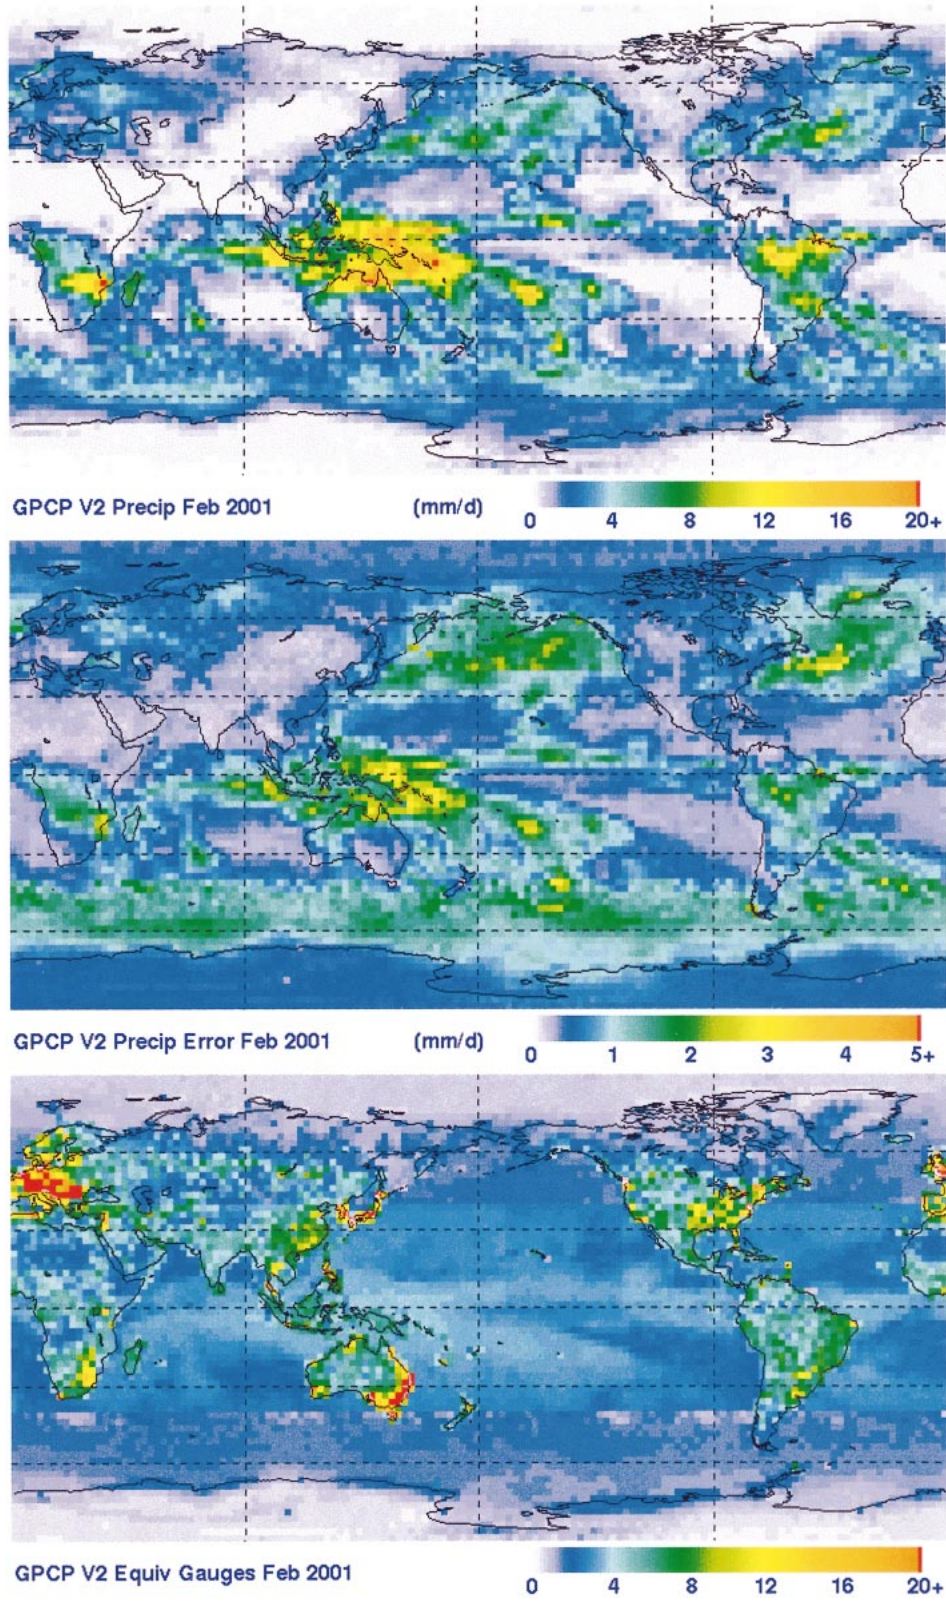 GPCP V2 Precip Feb 2001 (mm/d) 0 4 8 12 16 20+
GPCP V2 Precip Error Feb 2001 (mm/d) 0 1 2 3 4 5+
GPCP V2 Equiv Gauges Feb 2001 0 4 8 12 16 20+